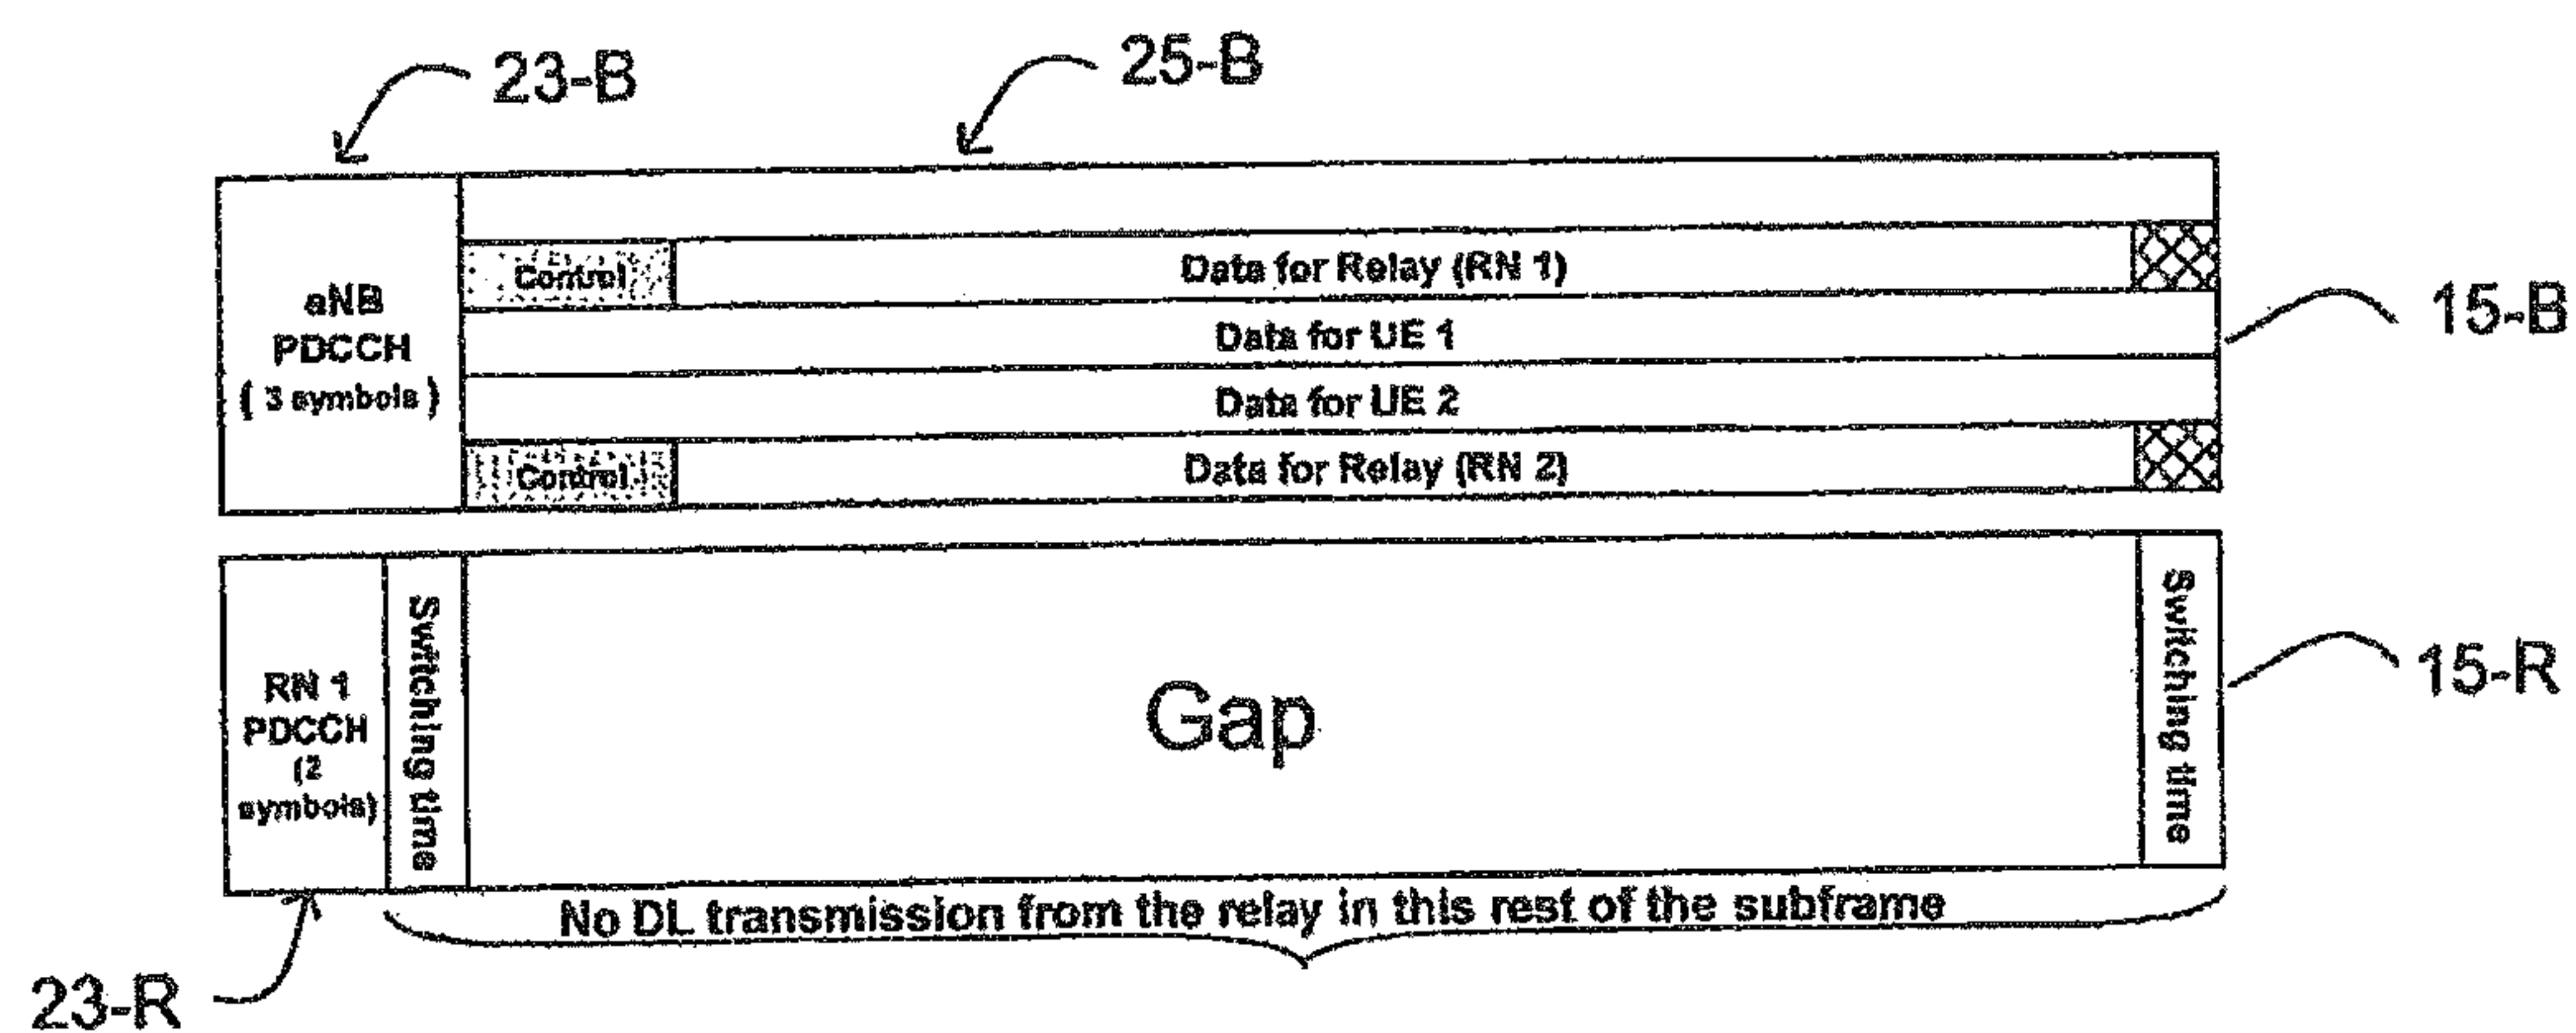 23-B
25-B
eNB
PDCCH
( 3 symbols )
Control
Data for Relay (RN 1)
Data for UE 1
Data for UE 2
Control
Data for Relay (RN 2)
15-B
RN 1
PDCCH
(2
symbols)
Switching time
Gap
Switching time
15-R
No DL transmission from the relay in this rest of the subframe
23-R